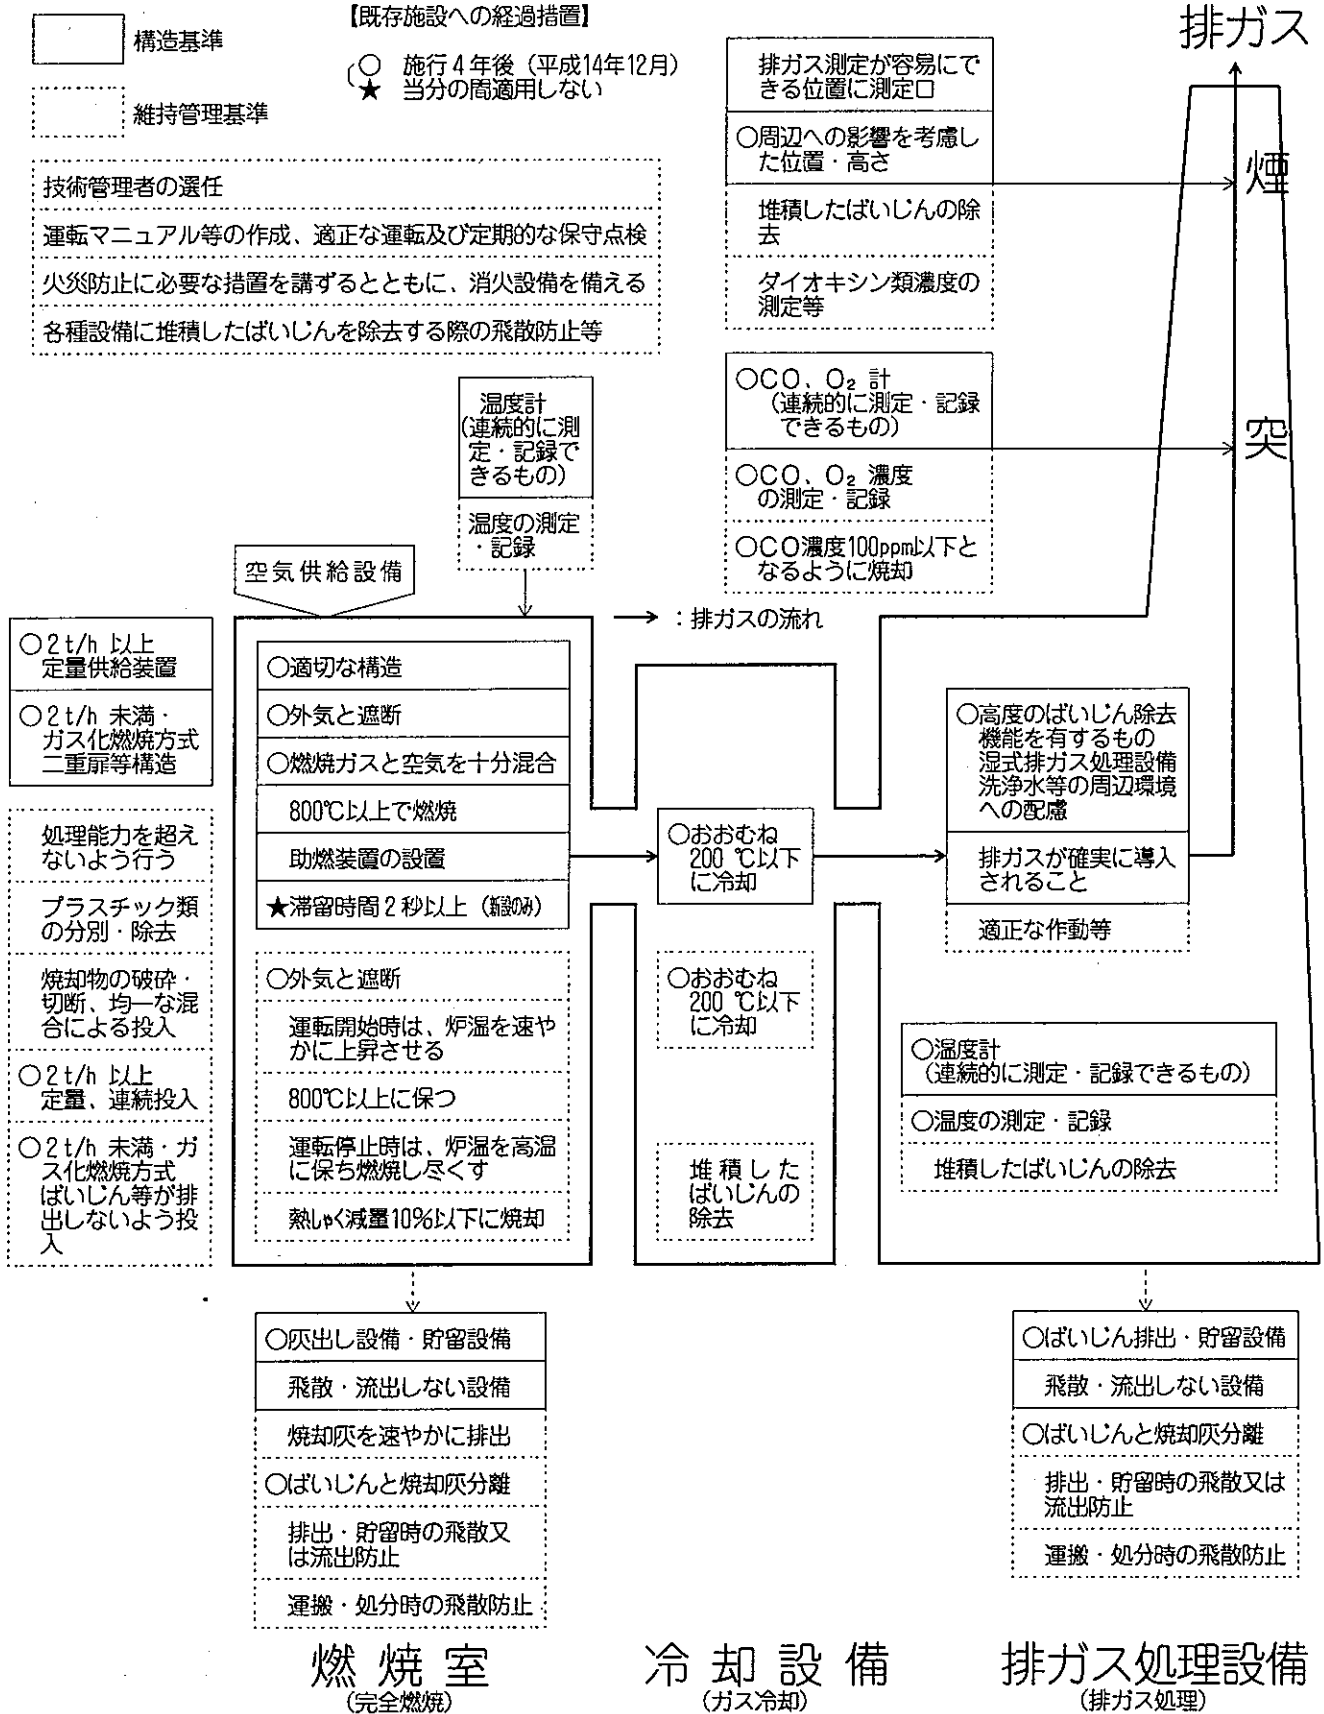 構造基準
維持管理基準
【既存施設への経過措置】
○ 施行4年後（平成14年12月）
★ 当分の間適用しない
技術管理者の選任
運転マニュアル等の作成、適正な運転及び定期的な保守点検
火災防止に必要な措置を講ずるとともに、消火設備を備える
各種設備に堆積したばいじんを除去する際の飛散防止等
排ガス
煙
突
排ガス測定が容易にで
きる位置に測定口
○周辺への影響を考慮し
た位置・高さ
堆積したばいじんの除
去
ダイオキシン類濃度の
測定等
○CO、O₂ 計
（連続的に測定・記録
できるもの）
○CO、O₂ 濃度
の測定・記録
○CO濃度100ppm以下と
なるように焼却
温度計
（連続的に測
定・記録で
きるもの）
温度の測定
・記録
空気供給設備
→ ：排ガスの流れ
○2t/h 以上
定量供給装置
○2t/h 未満・
ガス化燃焼方式
二重扉等構造
処理能力を超え
ないよう行う
プラスチック類
の分別・除去
焼却物の破砕・
切断、均一な混
合による投入
○2t/h 以上
定量、連続投入
○2t/h 未満・ガ
ス化燃焼方式
ばいじん等が排
出しないよう投
入
○適切な構造
○外気と遮断
○燃焼ガスと空気を十分混合
800℃以上で燃焼
助燃装置の設置
★滞留時間2秒以上（新設のみ）
○外気と遮断
運転開始時は、炉温を速や
かに上昇させる
800℃以上に保つ
運転停止時は、炉温を高温
に保ち燃焼し尽くす
熱しゃく減量10%以下に焼却
○おおむね
200 ℃以下
に冷却
○おおむね
200 ℃以下
に冷却
堆積した
ばいじんの
除去
○高度のばいじん除去
機能を有するもの
湿式排ガス処理設備
洗浄水等の周辺環境
への配慮
排ガスが確実に導入
されること
適正な作動等
○温度計
（連続的に測定・記録できるもの）
○温度の測定・記録
堆積したばいじんの除去
○灰出し設備・貯留設備
飛散・流出しない設備
焼却灰を速やかに排出
○ばいじんと焼却灰分離
排出・貯留時の飛散又
は流出防止
運搬・処分時の飛散防止
○ばいじん排出・貯留設備
飛散・流出しない設備
○ばいじんと焼却灰分離
排出・貯留時の飛散又は
流出防止
運搬・処分時の飛散防止
燃焼室
（完全燃焼）
冷却設備
（ガス冷却）
排ガス処理設備
（排ガス処理）